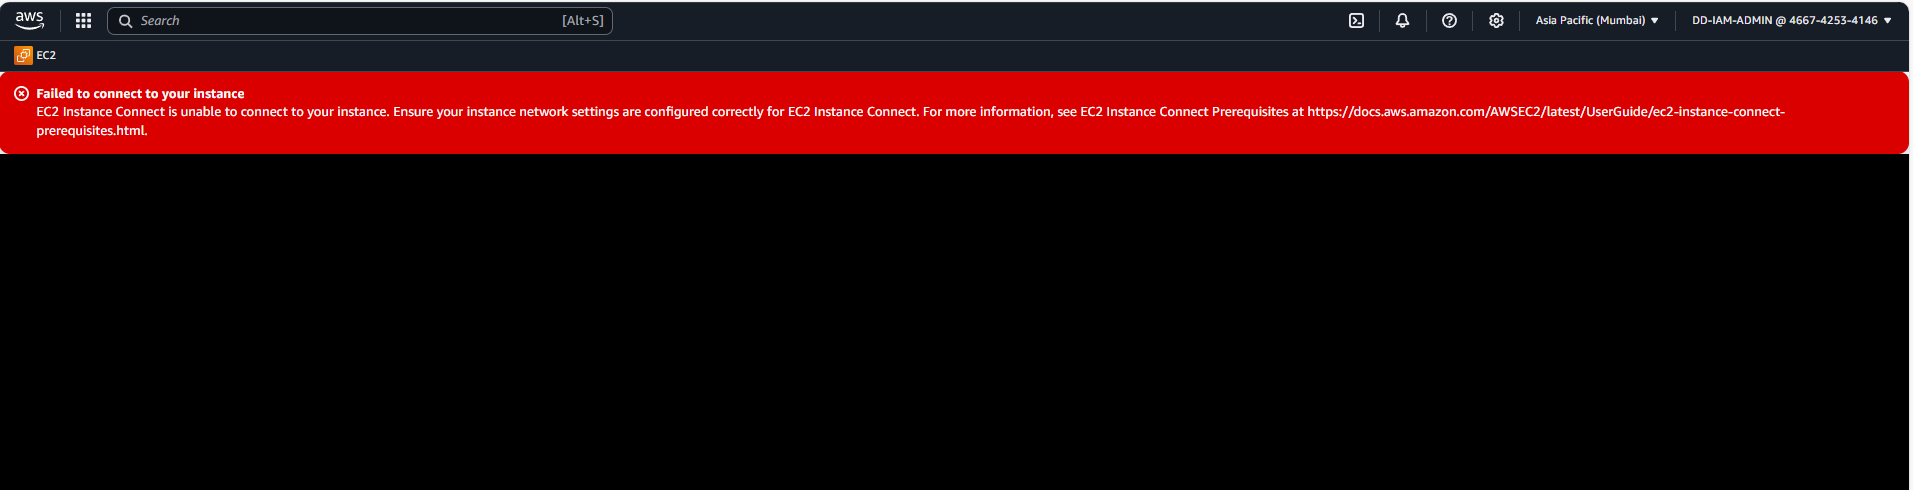 aws
Search [Alt+S]
Asia Pacific (Mumbai)
DD-IAM-ADMIN @ 4667-4253-4146
EC2
Failed to connect to your instance
EC2 Instance Connect is unable to connect to your instance. Ensure your instance network settings are configured correctly for EC2 Instance Connect. For more information, see EC2 Instance Connect Prerequisites at https://docs.aws.amazon.com/AWSEC2/latest/UserGuide/ec2-instance-connect-
prerequisites.html.